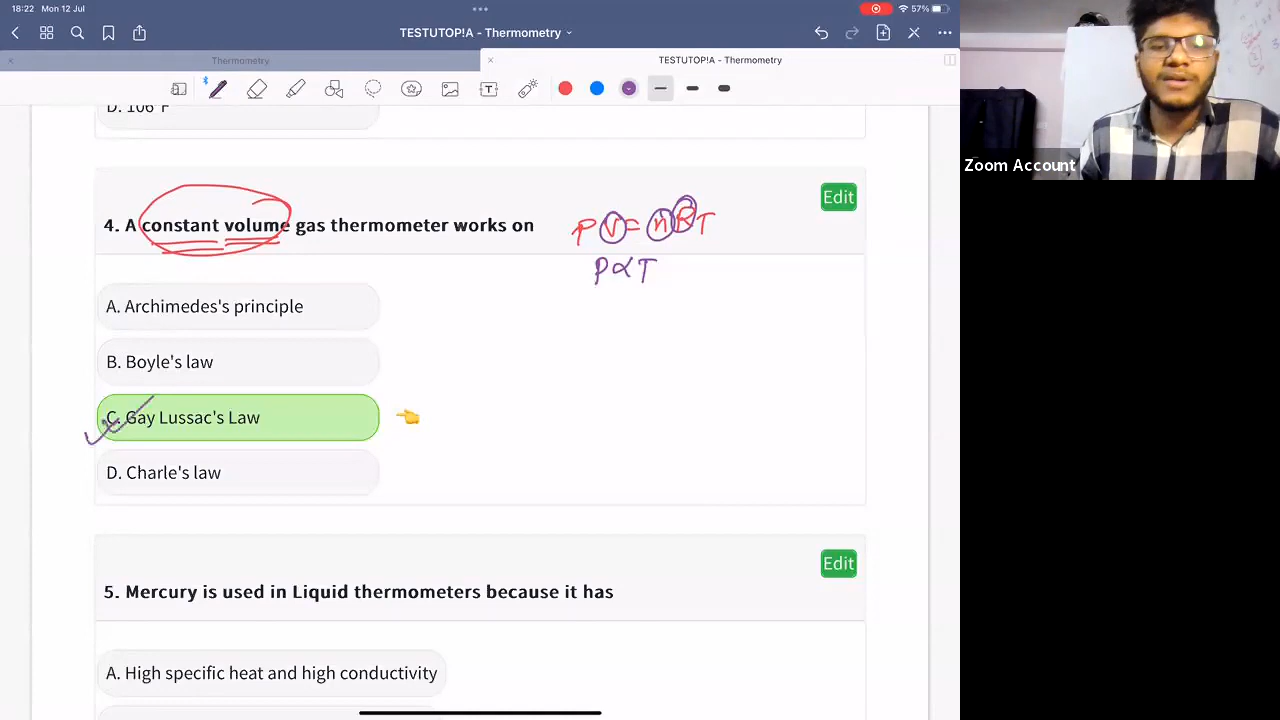 18:22 Mon 12 Jul
57%
TESTUTOP!A - Thermometry
Thermometry
TESTUTOP!A - Thermometry
D. 106°F
Edit
4. A constant volume gas thermometer works on
PV = nRT
P∝T
A. Archimedes's principle
B. Boyle's law
C. Gay Lussac's Law
D. Charle's law
Edit
5. Mercury is used in Liquid thermometers because it has
A. High specific heat and high conductivity
Zoom Account